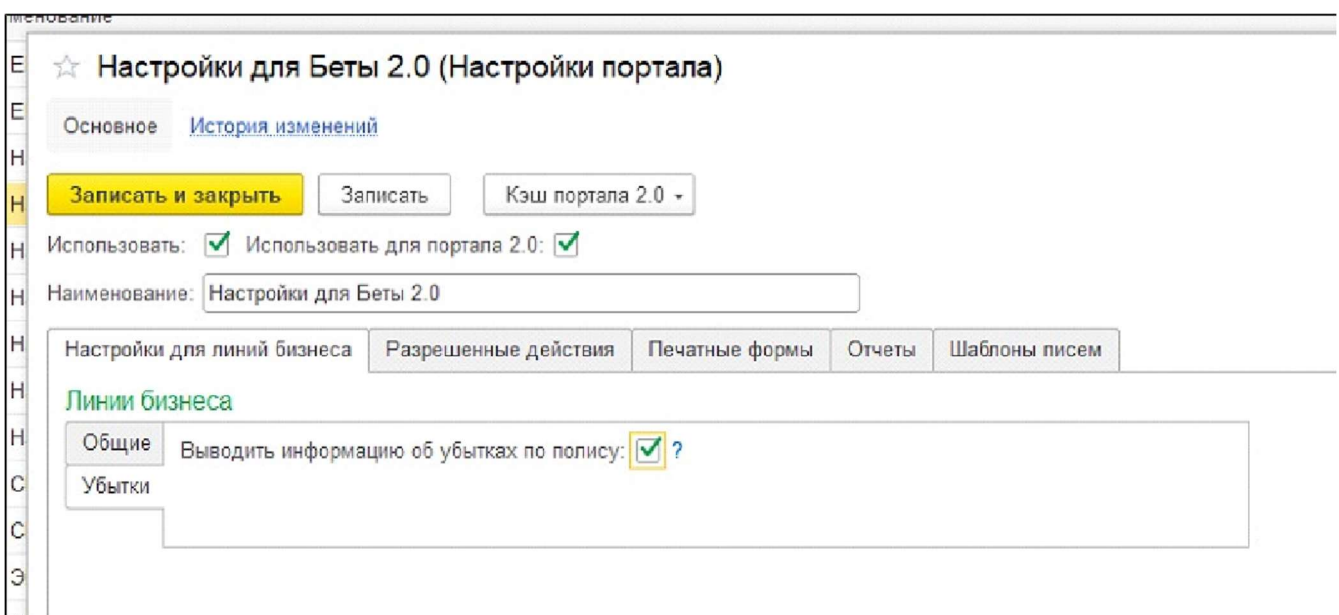 Настройки для Беты 2.0 (Настройки портала)
Основное История изменений
Записать и закрыть Записать Кэш портала 2.0
Использовать: Использовать для портала 2.0:
Наименование: Настройки для Беты 2.0
Настройки для линий бизнеса Разрешенные действия Печатные формы Отчеты Шаблоны писем
Линии бизнеса
Общие Выводить информацию об убытках по полису: ?
Убытки